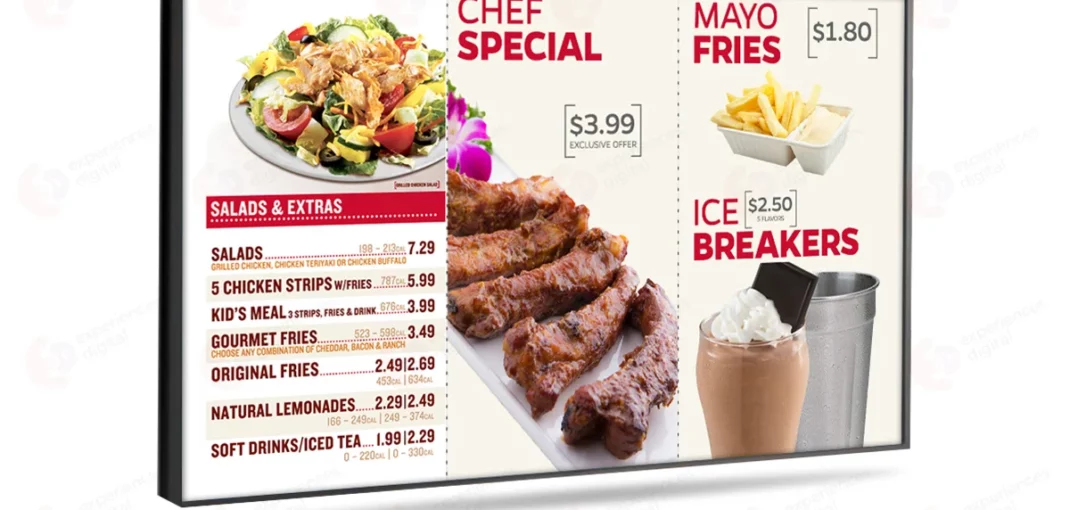 [GRILLED CHICKEN SALAD]
SALADS & EXTRAS
SALADS 198 – 213CAL 7.29
GRILLED CHICKEN, CHICKEN TERIYAKI OR CHICKEN BUFFALO
5 CHICKEN STRIPS W/FRIES 787CAL 5.99
KID'S MEAL 3 STRIPS, FRIES & DRINK 676CAL 3.99
GOURMET FRIES 523 – 598CAL 3.49
CHOOSE ANY COMBINATION OF CHEDDAR, BACON & RANCH
ORIGINAL FRIES 2.49|2.69
453CAL | 634CAL
NATURAL LEMONADES 2.29|2.49
166 – 249CAL | 249 – 374CAL
SOFT DRINKS/ICED TEA 1.99|2.29
0 – 220CAL | 0 – 330CAL
CHEF
SPECIAL
$3.99
EXCLUSIVE OFFER
MAYO
FRIES
$1.80
ICE
$2.50
5 FLAVORS
BREAKERS